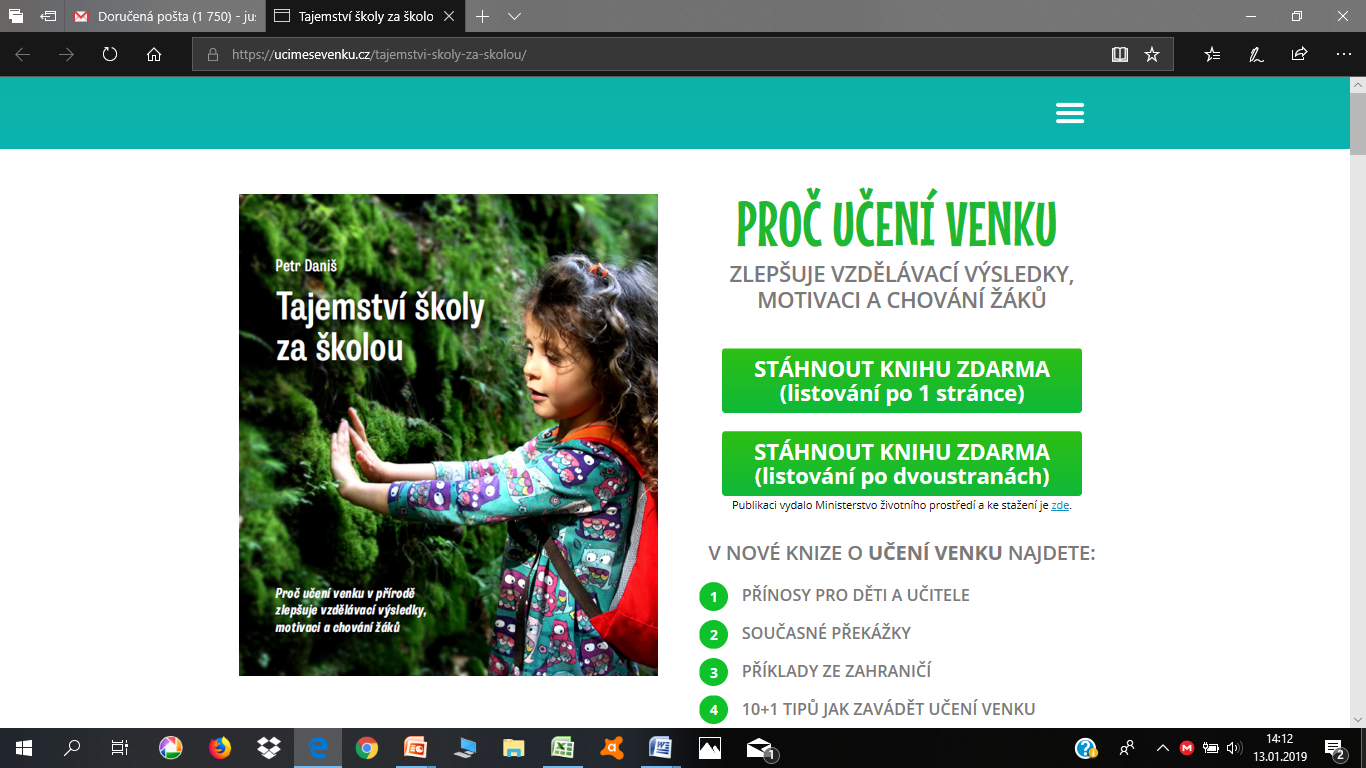 Doručená pošta (1 750) - jus
Tajemství školy za školo
https://ucimesevenku.cz/tajemstvi-skoly-za-skolou/
Petr Daniš
Tajemství školy
za školou
Proč učení venku v přírodě
zlepšuje vzdělávací výsledky,
motivaci a chování žáků
PROČ UČENÍ VENKU
ZLEPŠUJE VZDĚLÁVACÍ VÝSLEDKY,
MOTIVACI A CHOVÁNÍ ŽÁKŮ
STÁHNOUT KNIHU ZDARMA
(listování po 1 stránce)
STÁHNOUT KNIHU ZDARMA
(listování po dvoustranách)
Publikaci vydalo Ministerstvo životního prostředí a ke stažení je zde.
V NOVÉ KNIZE O UČENÍ VENKU NAJDETE:
1 PŘÍNOSY PRO DĚTI A UČITELE
2 SOUČASNÉ PŘEKÁŽKY
3 PŘÍKLADY ZE ZAHRANIČÍ
4 10+1 TIPŮ JAK ZAVÁDĚT UČENÍ VENKU
1
14:12
13.01.2019
2